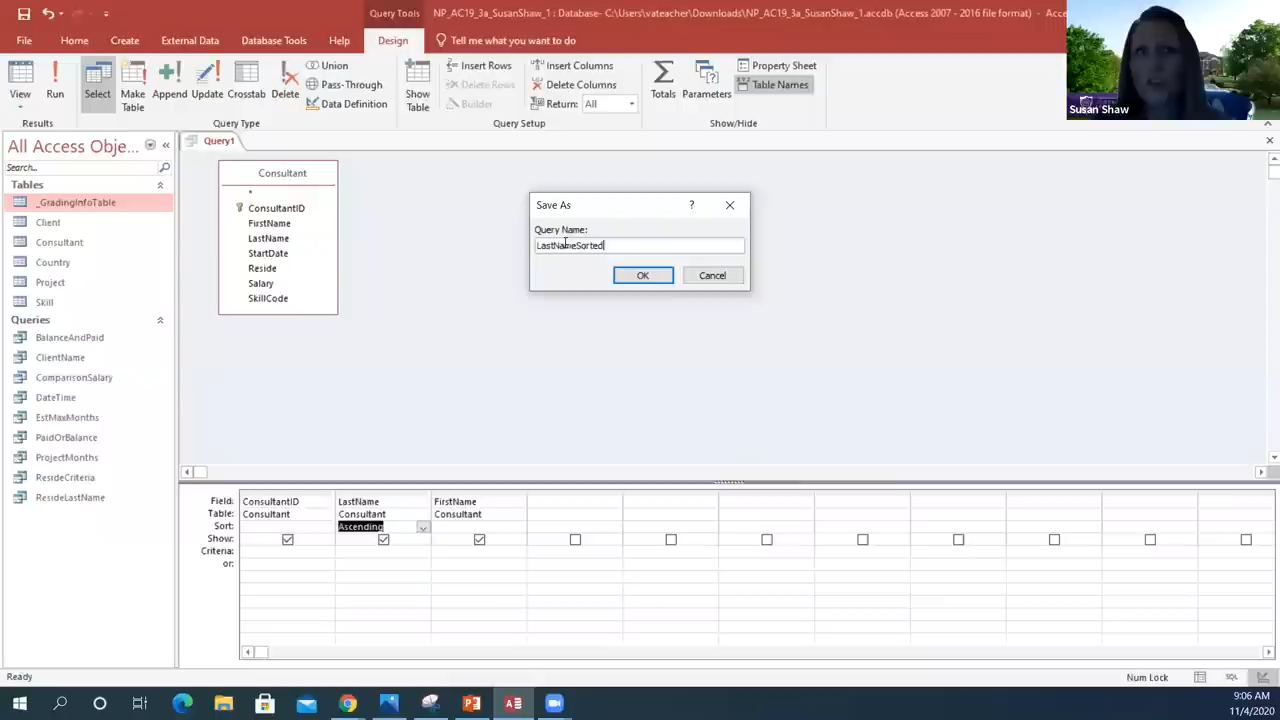 Query Tools
NP_AC19_3a_SusanShaw_1 : Database- C:\Users\vateacher\Downloads\NP_AC19_3a_SusanShaw_1.accdb (Access 2007 - 2016 file format) - Acce
File Home Create External Data Database Tools Help Design Tell me what you want to do
View Run Select Make Table Append Update Crosstab Delete
Union
Pass-Through
Data Definition
Show Table
Insert Rows
Delete Rows
Builder
Insert Columns
Delete Columns
Return: All
Totals Parameters
Property Sheet
Table Names
Results Query Type Query Setup Show/Hide
Susan Shaw
All Access Obje...
Search...
Tables
_GradingInfoTable
Client
Consultant
Country
Project
Skill
Queries
BalanceAndPaid
ClientName
ComparisonSalary
DateTime
EstMaxMonths
PaidOrBalance
ProjectMonths
ResideCriteria
ResideLastName
Query1
Consultant
*
ConsultantID
FirstName
LastName
StartDate
Reside
Salary
SkillCode
Save As
Query Name:
LastNameSorted
OK Cancel
Field: ConsultantID LastName FirstName
Table: Consultant Consultant Consultant
Sort: Ascending
Show:
Criteria:
or:
Ready
Num Lock
SQL
9:06 AM
11/4/2020